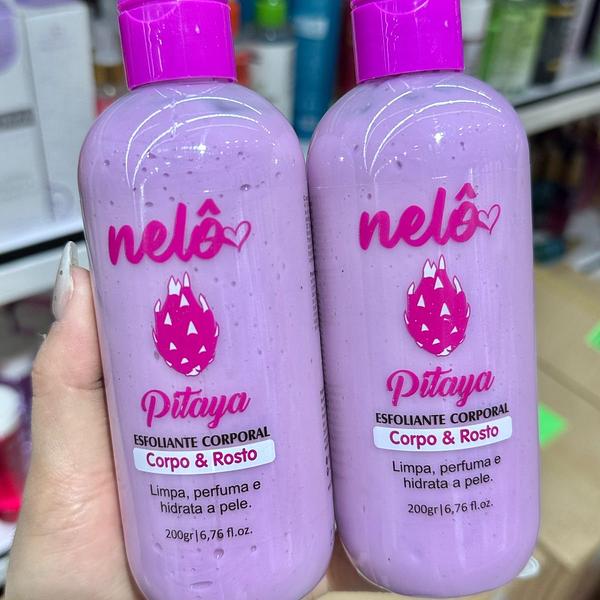 nelô
Pitaya
ESFOLIANTE CORPORAL
Corpo & Rosto
Limpa, perfuma e
hidrata a pele.
200gr|6,76 fl.oz.
nelô
Pitaya
ESFOLIANTE CORPORAL
Corpo & Rosto
Limpa, perfuma e
hidrata a pele.
200gr|6,76 fl.oz.